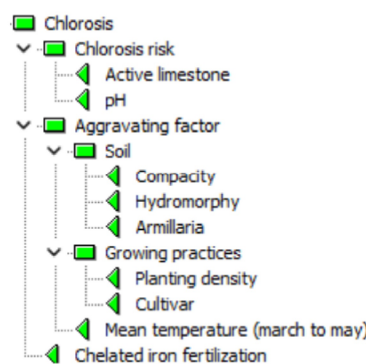 Chlorosis
Chlorosis risk
Active limestone
pH
Aggravating factor
Soil
Compacity
Hydromorphy
Armillaria
Growing practices
Planting density
Cultivar
Mean temperature (march to may)
Chelated iron fertilization